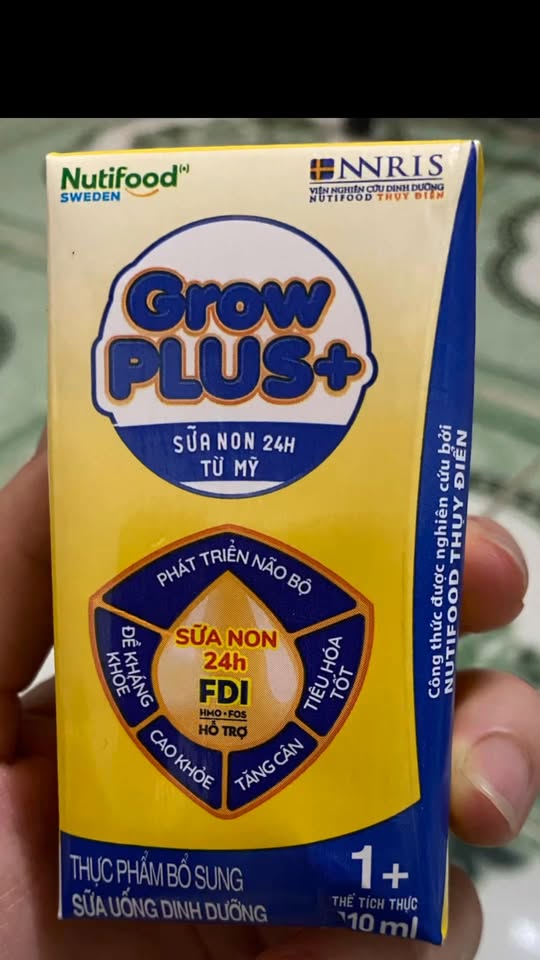 Nutifood
SWEDEN
NNRIS
VIỆN NGHIÊN CỨU DINH DƯỠNG
NUTIFOOD THỤY ĐIỂN
Grow
PLUS+
SỮA NON 24H
TỪ MỸ
PHÁT TRIỂN NÃO BỘ
ĐỀ KHÁNG
KHỎE
SỮA NON
24h
FDI
HMO • FOS
HỖ TRỢ
TIÊU HÓA
TỐT
CAO KHỎE
TĂNG CÂN
Công thức được nghiên cứu bởi
NUTIFOOD THỤY ĐIỂN
THỰC PHẨM BỔ SUNG
SỮA UỐNG DINH DƯỠNG
1+
THỂ TÍCH THỰC
110 ml